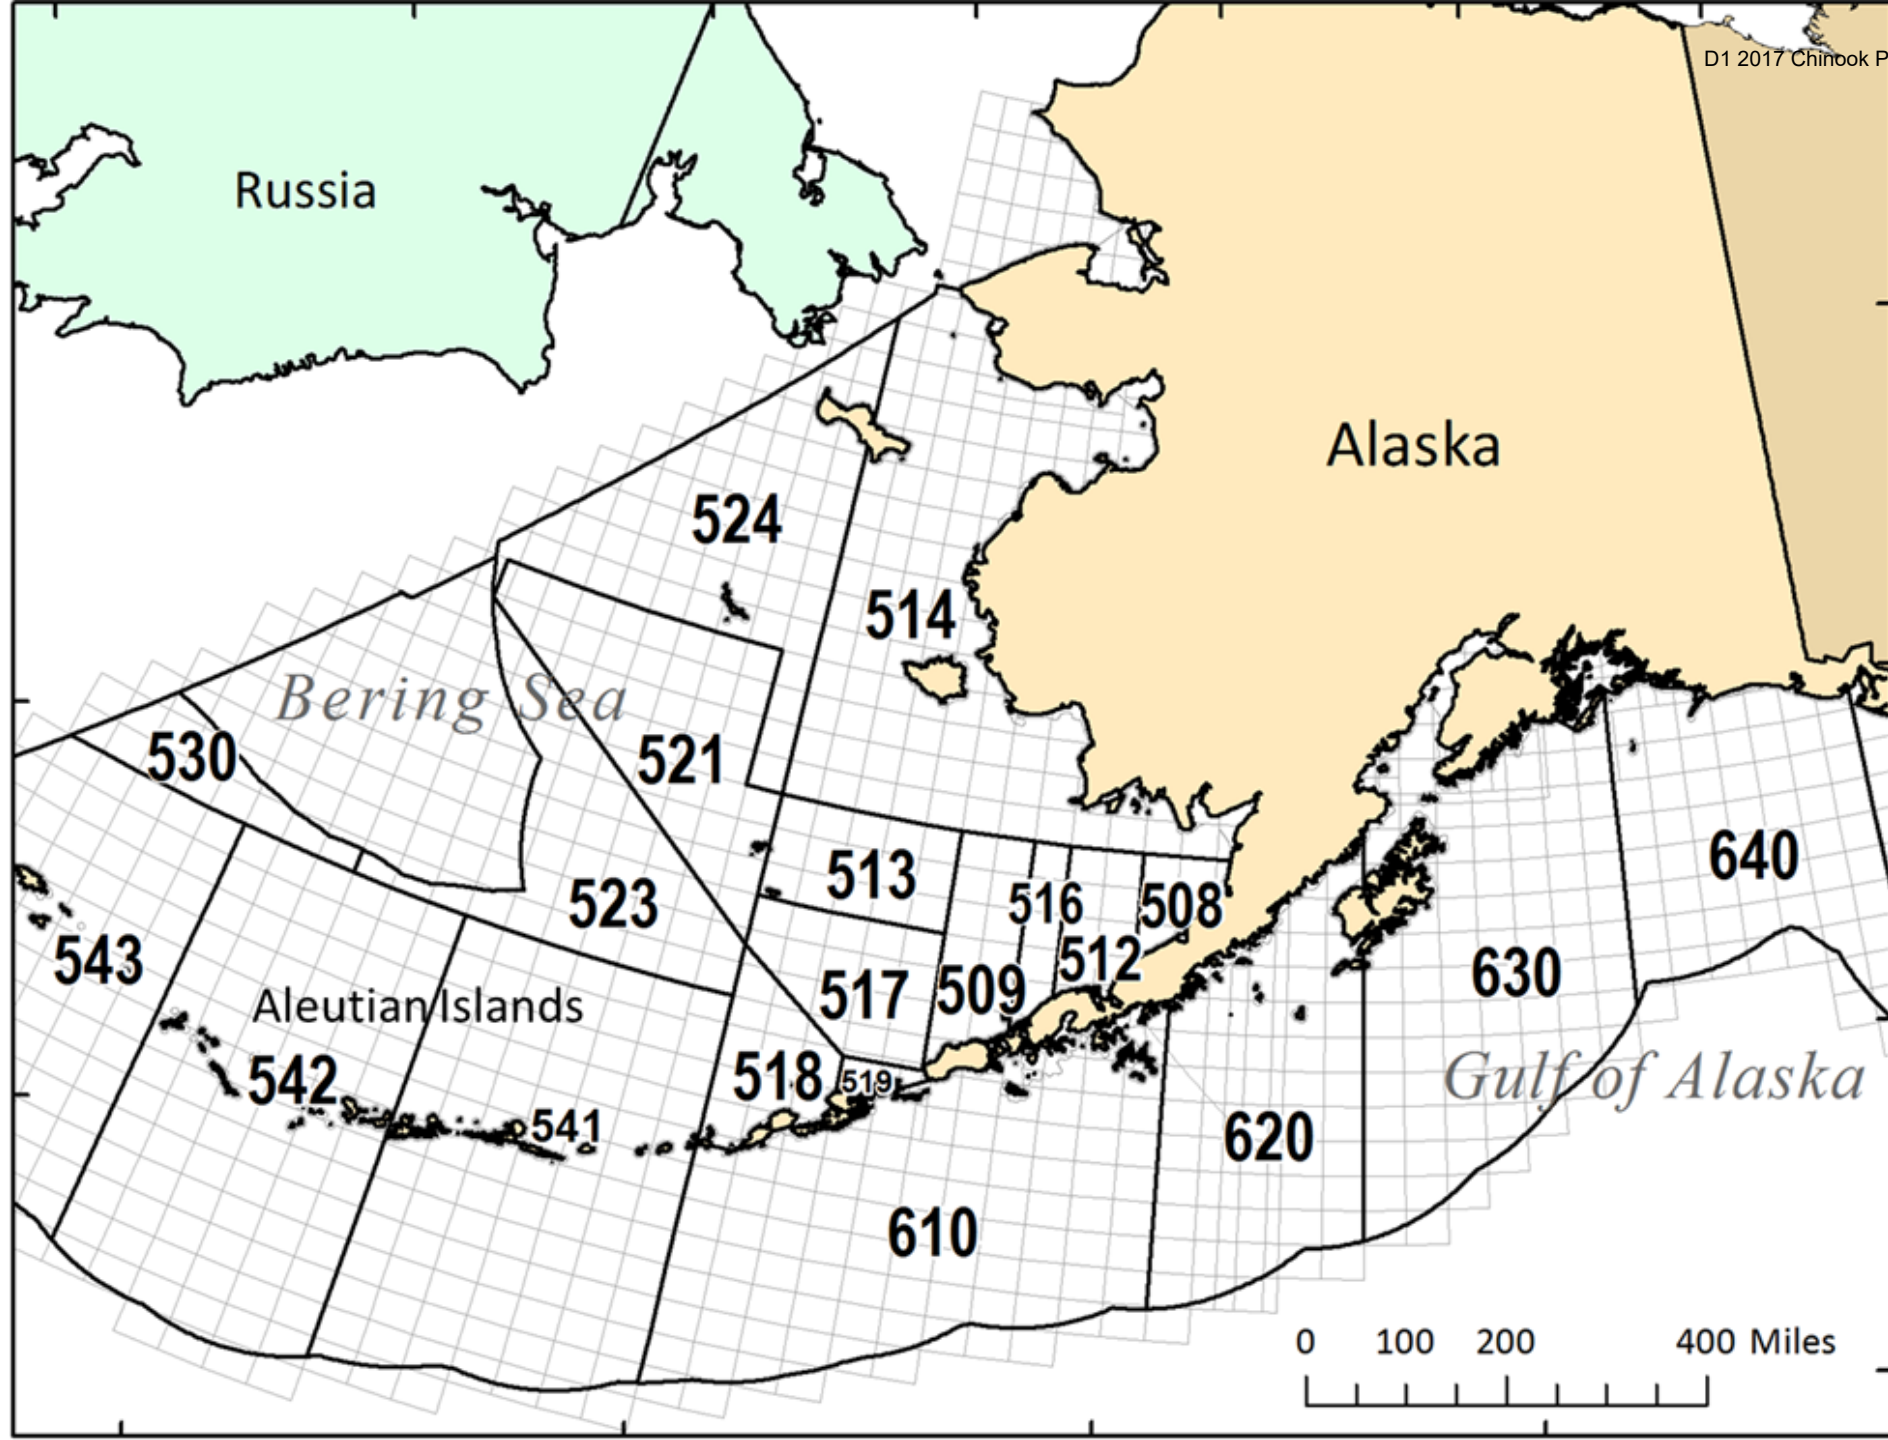 D1 2017 Chinook P
Russia
Alaska
524
514
Bering Sea
530
521
640
513
516
508
523
543
512
630
517
509
Aleutian Islands
518
519
542
Gulf of Alaska
541
620
610
0 100 200 400 Miles